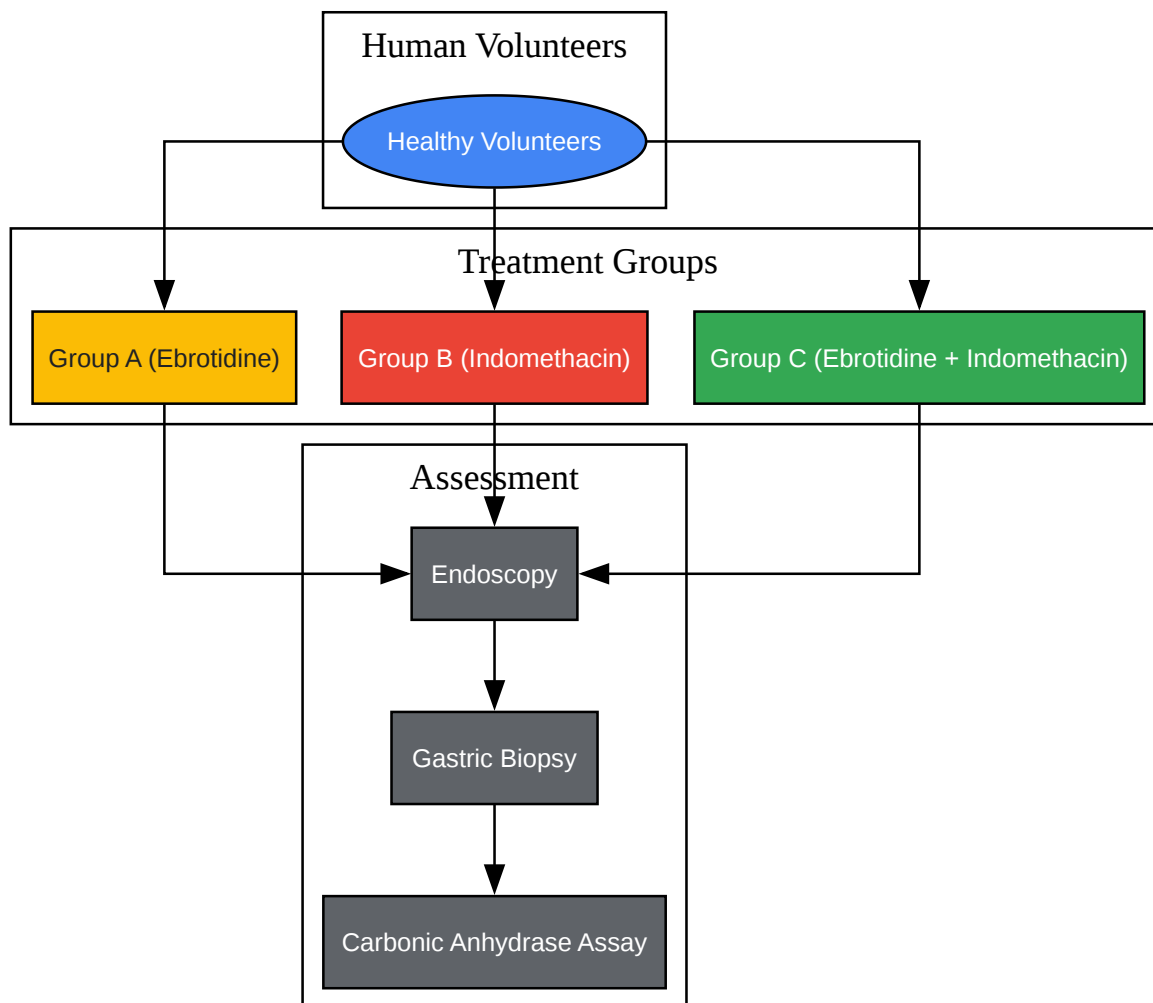 Human Volunteers
Healthy Volunteers
Treatment Groups
Group A (Ebrotidine)
Group B (Indomethacin)
Group C (Ebrotidine + Indomethacin)
Assessment
Endoscopy
Gastric Biopsy
Carbonic Anhydrase Assay